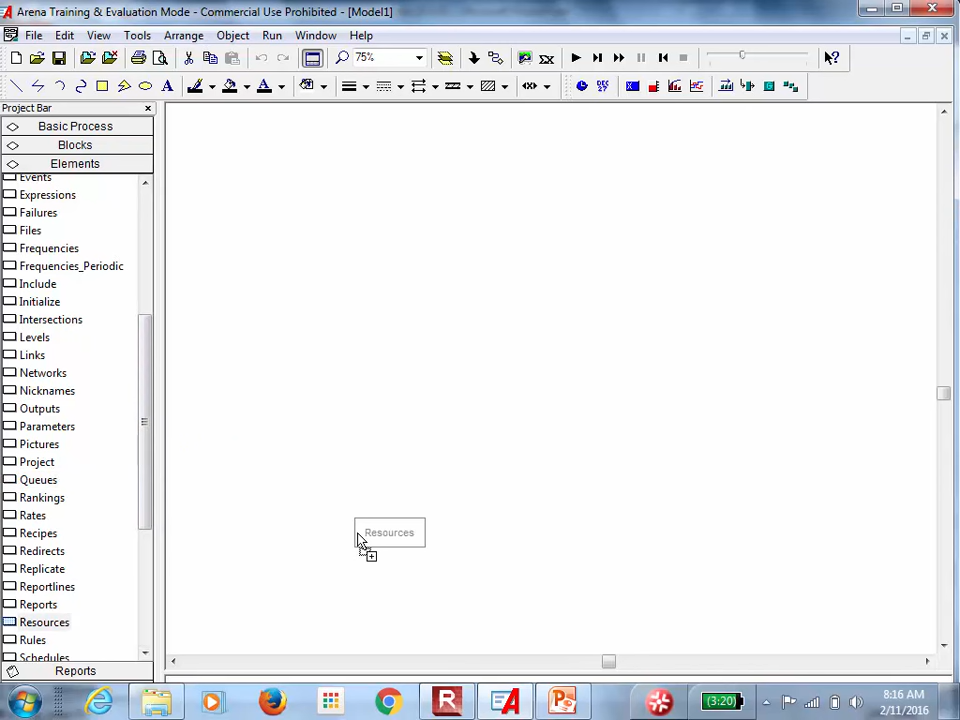 Arena Training & Evaluation Mode - Commercial Use Prohibited - [Model1]
File Edit View Tools Arrange Object Run Window Help
75%
Project Bar
Basic Process
Blocks
Elements
Events
Expressions
Failures
Files
Frequencies
Frequencies_Periodic
Include
Initialize
Intersections
Levels
Links
Networks
Nicknames
Outputs
Parameters
Pictures
Project
Queues
Rankings
Rates
Recipes
Redirects
Replicate
Reportlines
Reports
Resources
Rules
Schedules
Reports
Resources
(3:20)
8:16 AM
2/11/2016